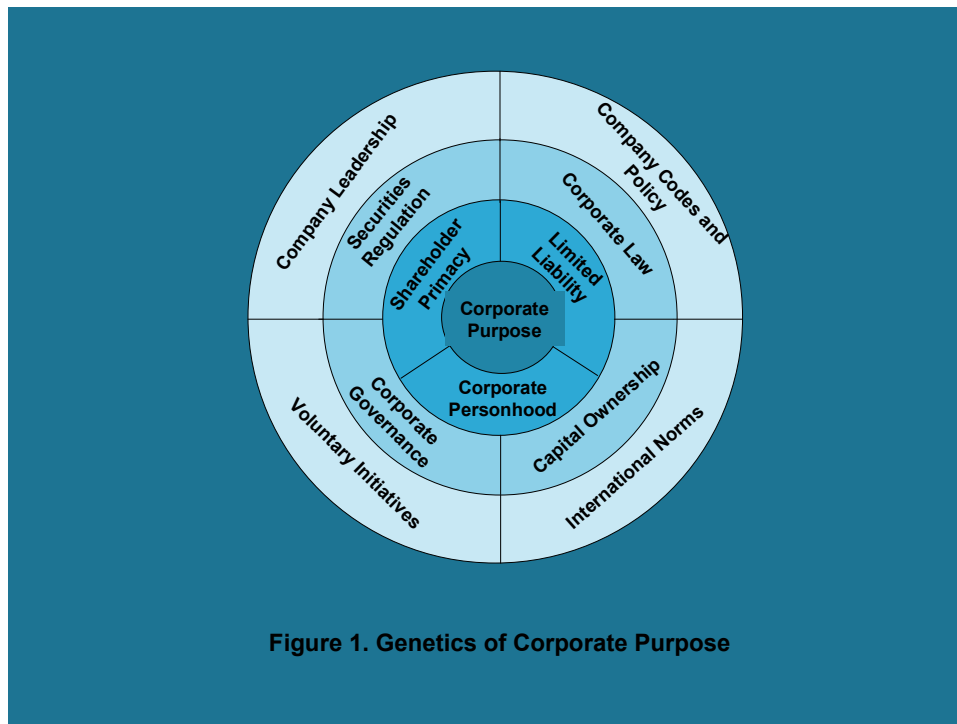 Company Leadership
Company Codes and
Policy
Securities
Regulation
Corporate Law
Shareholder
Primacy
Limited
Liability
Corporate
Purpose
Corporate
Personhood
Corporate
Governance
Capital Ownership
Voluntary Initiatives
International Norms
Figure 1. Genetics of Corporate Purpose